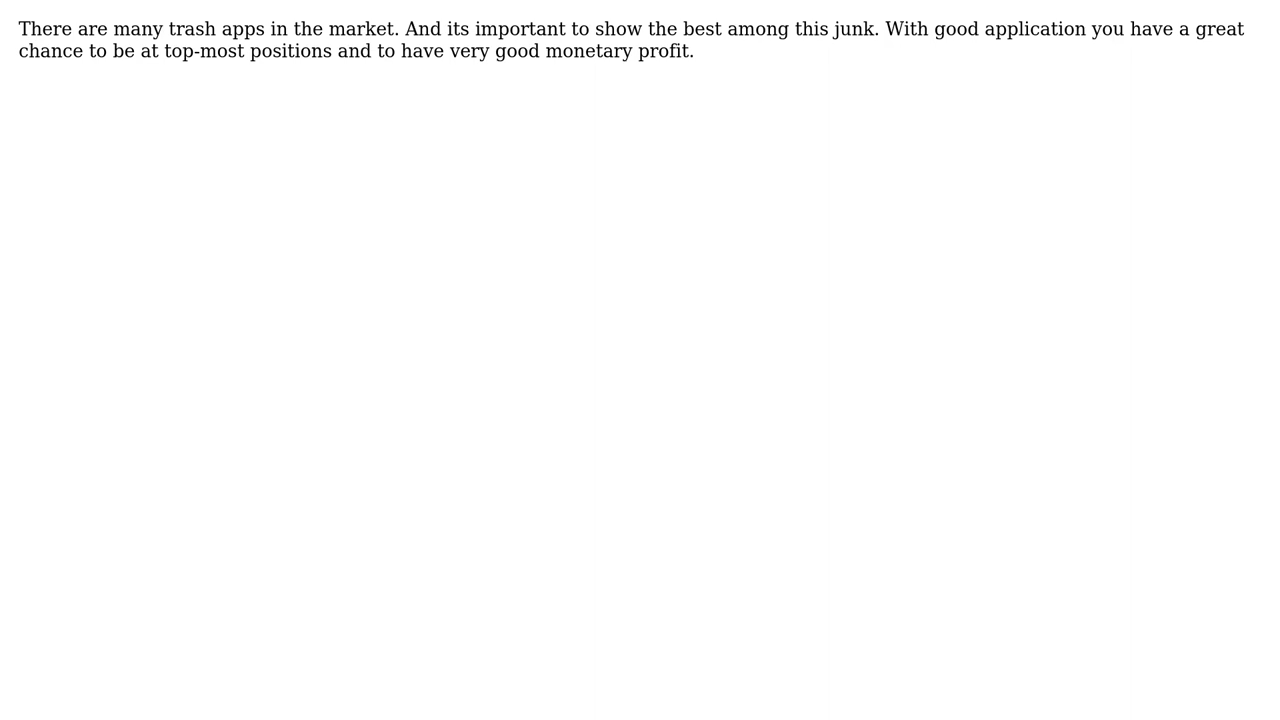 There are many trash apps in the market. And its important to show the best among this junk. With good application you have a great
chance to be at top-most positions and to have very good monetary profit.